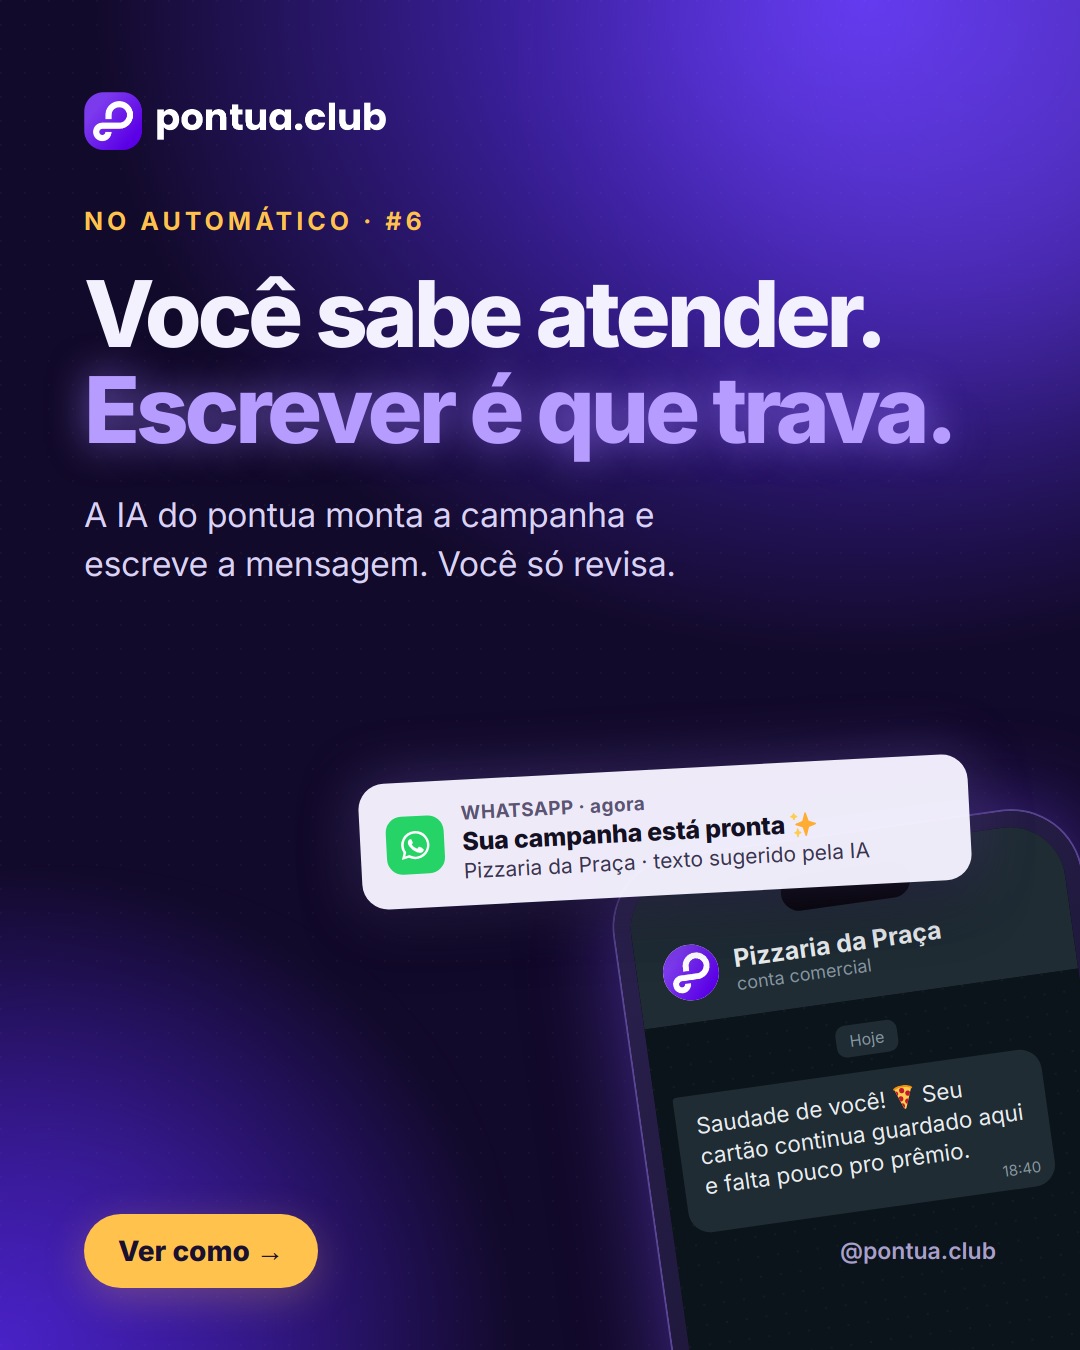 pontua.club
NO AUTOMÁTICO · #6
Você sabe atender.
Escrever é que trava.
A IA do pontua monta a campanha e
escreve a mensagem. Você só revisa.
WHATSAPP · agora
Sua campanha está pronta ✨
Pizzaria da Praça · texto sugerido pela IA
Pizzaria da Praça
conta comercial
Hoje
Saudade de você! 🍕 Seu
cartão continua guardado aqui
e falta pouco pro prêmio.
18:40
Ver como →
@pontua.club